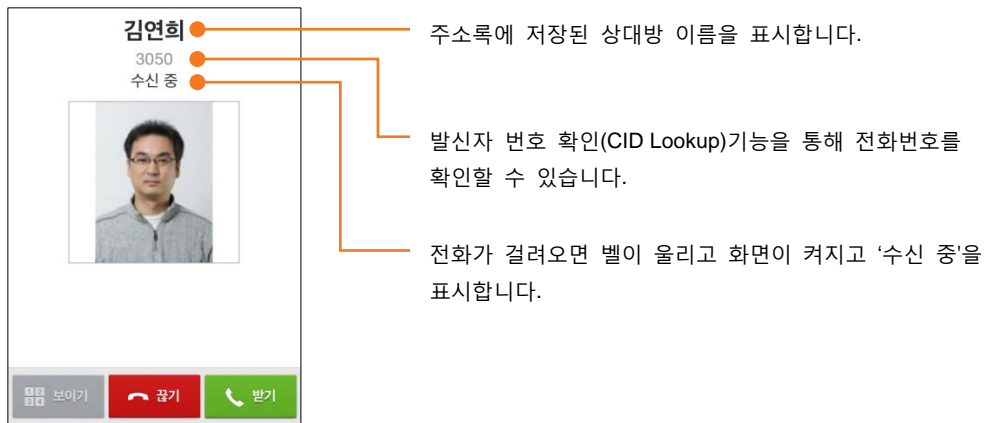 김연희
3050
수신 중
주소록에 저장된 상대방 이름을 표시합니다.
발신자 번호 확인(CID Lookup)기능을 통해 전화번호를
확인할 수 있습니다.
전화가 걸려오면 벨이 울리고 화면이 켜지고 ‘수신 중’을
표시합니다.
12
34
보이기
끊기
받기